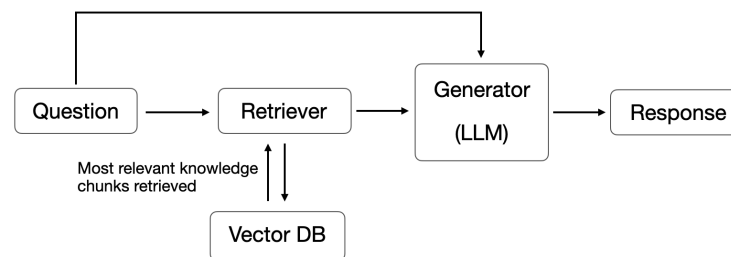 Question
Retriever
Generator
(LLM)
Response
Most relevant knowledge
chunks retrieved
Vector DB